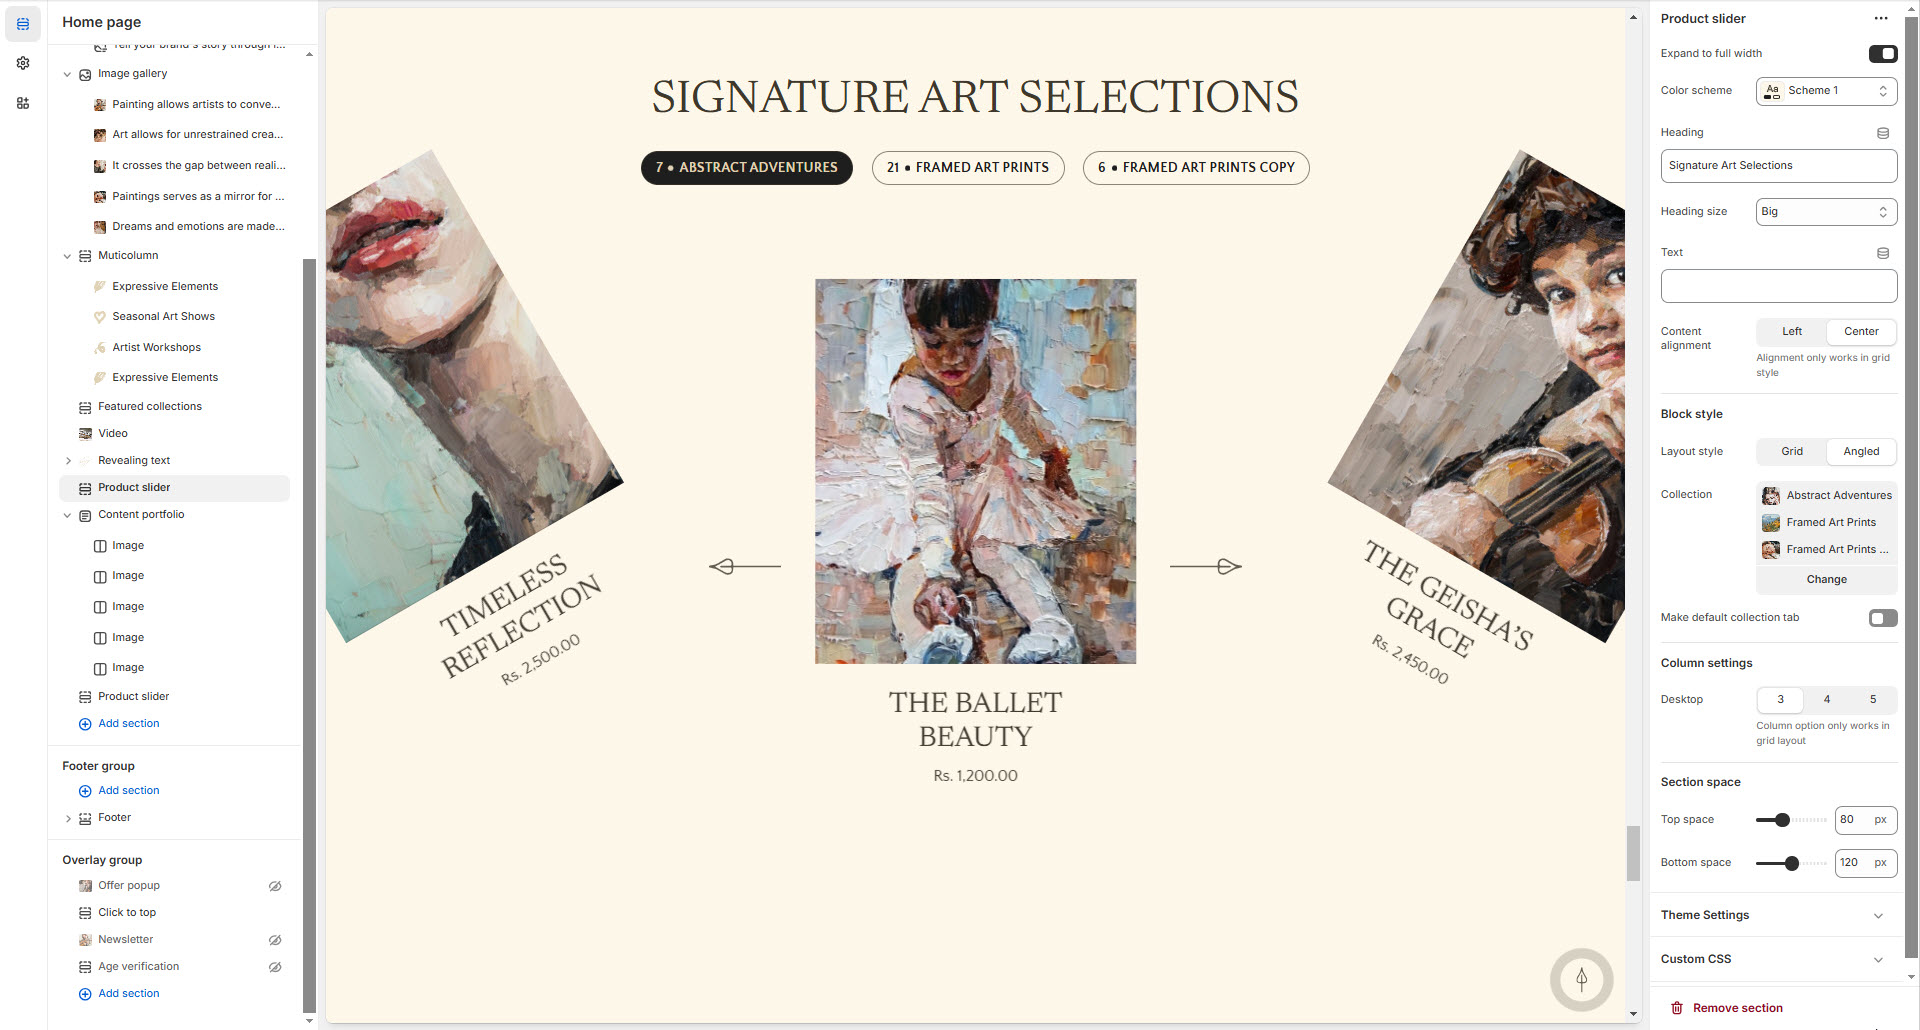 Home page
Tell your brand's story through i...
Image gallery
Painting allows artists to conve...
Art allows for unrestrained crea...
It crosses the gap between reali...
Paintings serves as a mirror for ...
Dreams and emotions are made...
Muticolumn
Expressive Elements
Seasonal Art Shows
Artist Workshops
Expressive Elements
Featured collections
Video
Revealing text
Product slider
Content portfolio
Image
Image
Image
Image
Image
Product slider
Add section
Footer group
Add section
Footer
Overlay group
Offer popup
Click to top
Newsletter
Age verification
Add section
SIGNATURE ART SELECTIONS
7 • ABSTRACT ADVENTURES
21 • FRAMED ART PRINTS
6 • FRAMED ART PRINTS COPY
TIMELESS
REFLECTION
Rs. 2,500.00
THE BALLET
BEAUTY
Rs. 1,200.00
THE GEISHA'S
GRACE
Rs. 2,450.00
Product slider
Expand to full width
Color scheme
Aa Scheme 1
Heading
Signature Art Selections
Heading size
Big
Text
Content
alignment
Left
Center
Alignment only works in grid
style
Block style
Layout style
Grid
Angled
Collection
Abstract Adventures
Framed Art Prints
Framed Art Prints ...
Change
Make default collection tab
Column settings
Desktop
3
4
5
Column option only works in
grid layout
Section space
Top space
80 px
Bottom space
120 px
Theme Settings
Custom CSS
Remove section